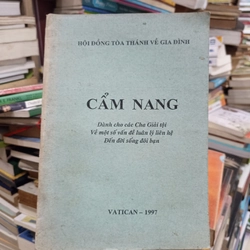 HỘI ĐỒNG TÒA THÁNH VỀ GIA ĐÌNH
CẨM NANG
Dành cho các Cha Giải tội
Về một số vấn đề luân lý liên hệ
Đến đời sống đôi bạn
VATICAN - 1997